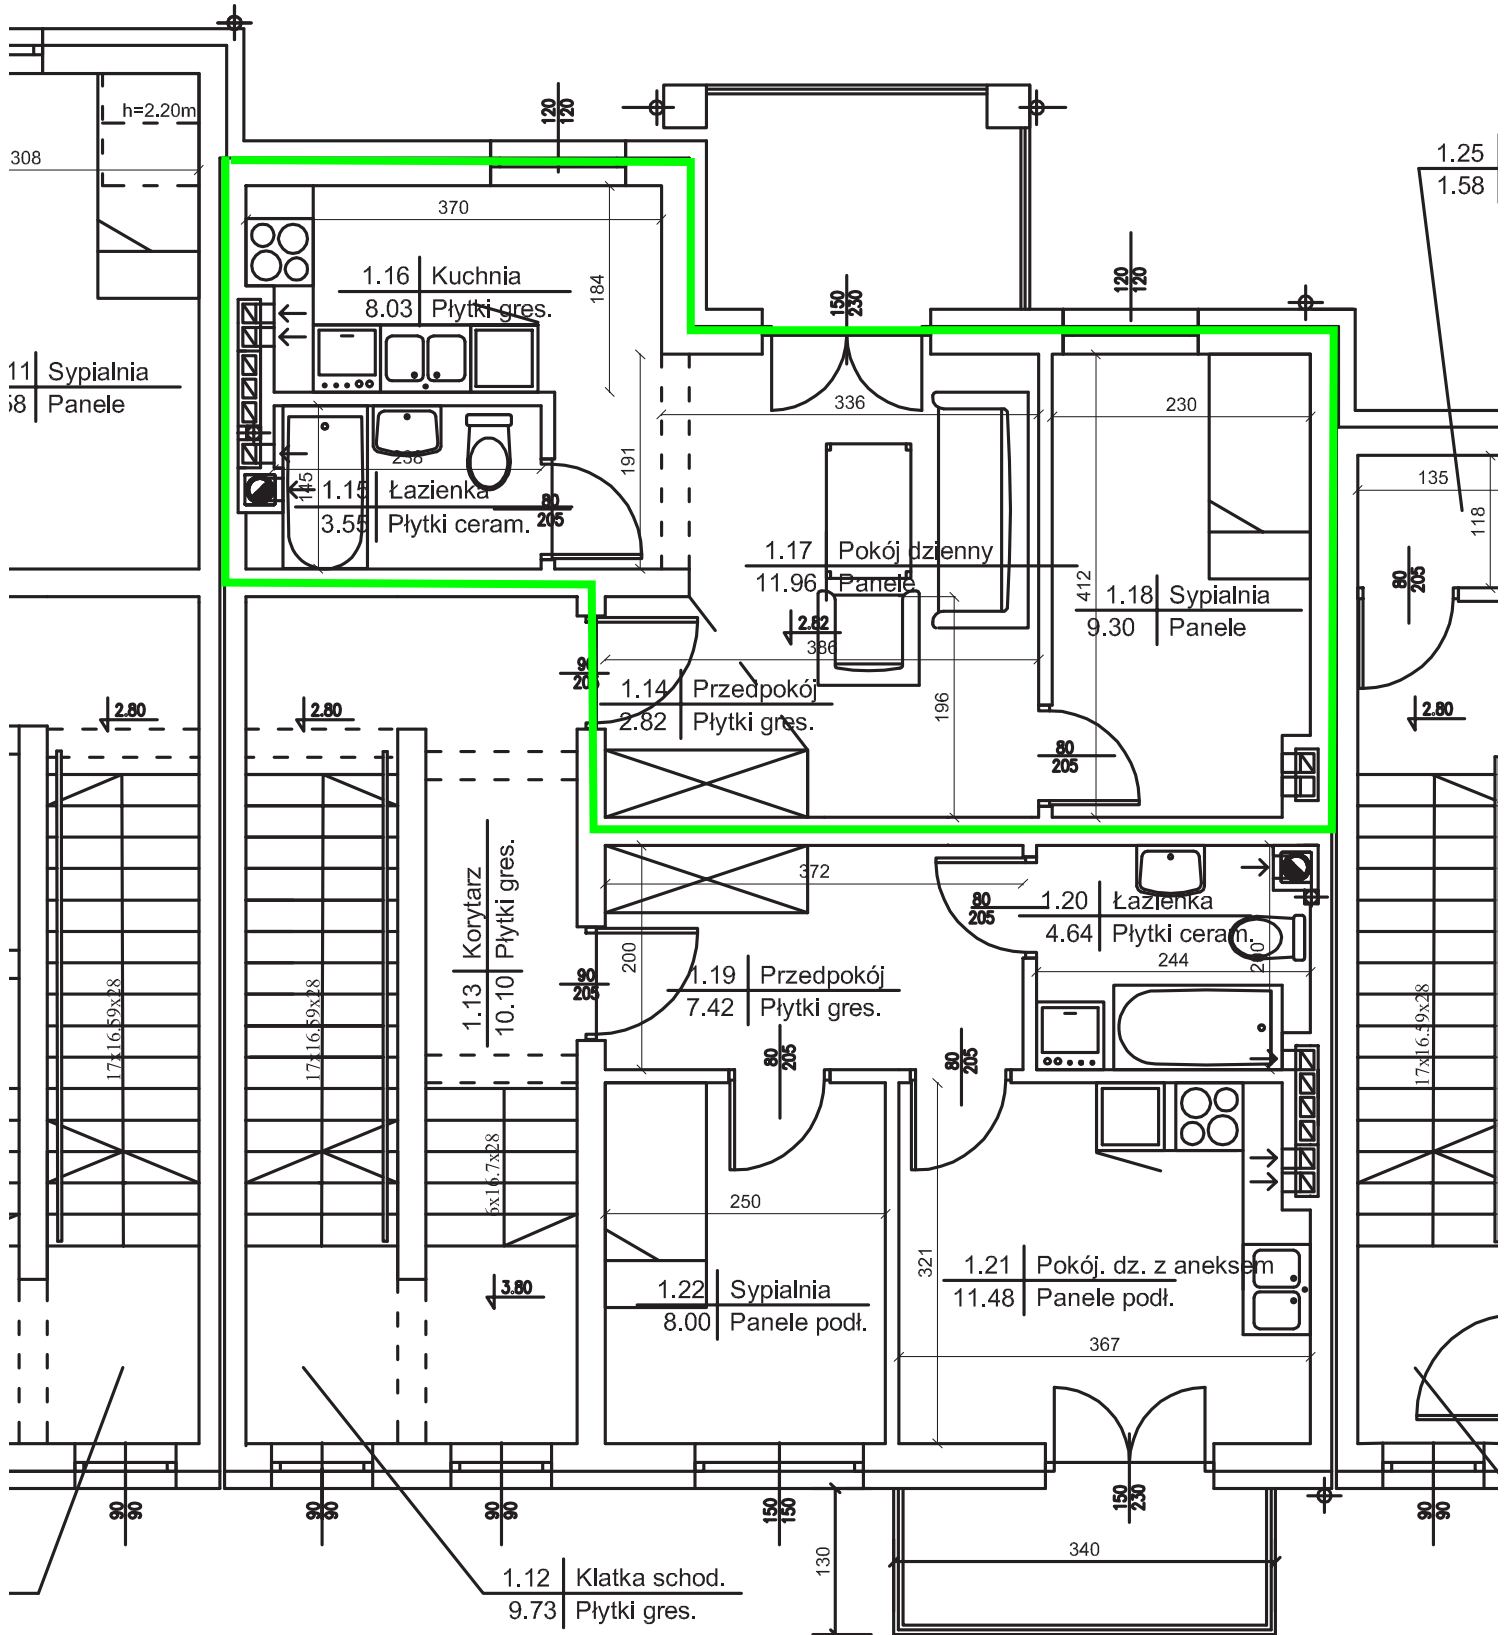 h=2.20m
308
120
120
1.25
1.58
370
1.16 Kuchnia
8.03 Płytki gres.
184
150
230
120
120
11 Sypialnia
58 Panele
336
230
191
135
118
238
145
1.15 Łazienka
3.55 Płytki ceram.
80
205
1.17 Pokój dzienny
11.96 Panele
412
1.18 Sypialnia
9.30 Panele
80
205
2.82
386
90
205
1.14 Przedpokój
2.82 Płytki gres.
196
2.80
2.80
2.80
80
205
1.13 Korytarz
10.10 Płytki gres.
372
80
205
1.20 Łazienka
4.64 Płytki ceram.
200
244
200
90
205
1.19 Przedpokój
7.42 Płytki gres.
17x16.59x28
17x16.59x28
17x16.59x28
80
205
80
205
6x16.7x28
250
321
1.21 Pokój. dz. z aneksem
11.48 Panele podł.
3.80
1.22 Sypialnia
8.00 Panele podł.
367
90
90
90
90
90
90
150
150
150
230
90
90
130
340
1.12 Klatka schod.
9.73 Płytki gres.